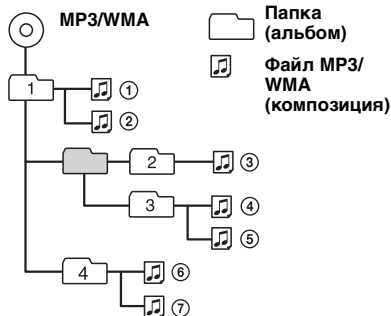 MP3/WMA
Папка
(альбом)
Файл MP3/
WMA
(композиция)
1
①
②
2
③
3
④
⑤
4
⑥
⑦